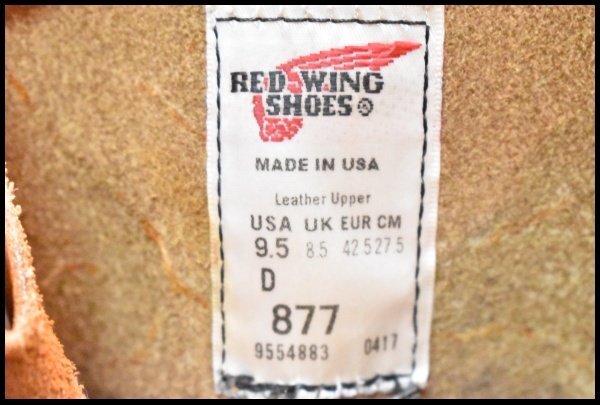 RED WING
SHOES®
MADE IN USA
Leather Upper
USA UK EUR CM
9.5 8.5 42.5 27.5
D
877
9554883 0417